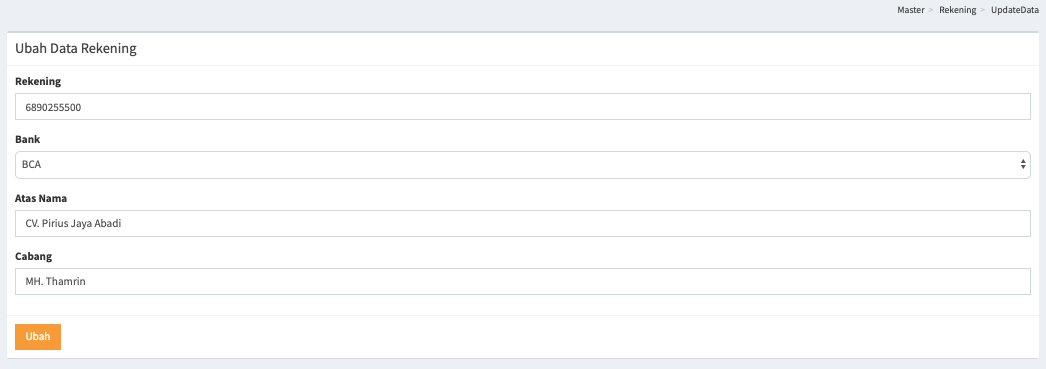 Master > Rekening > UpdateData
Ubah Data Rekening
Rekening
6890255500
Bank
BCA
Atas Nama
CV. Pirius Jaya Abadi
Cabang
MH. Thamrin
Ubah